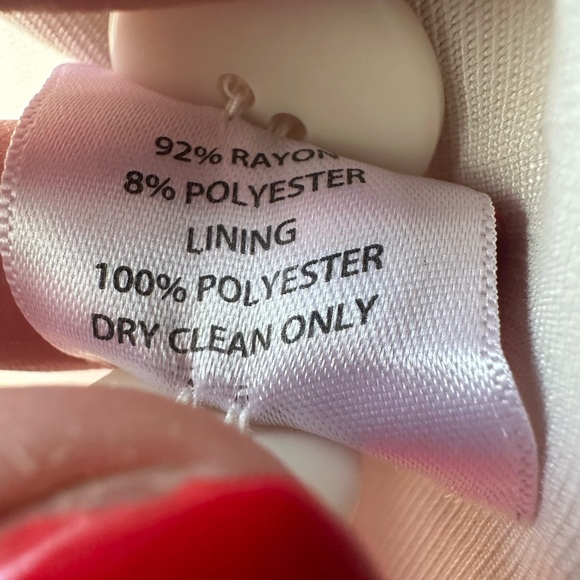 92% RAYON
8% POLYESTER
LINING
100% POLYESTER
DRY CLEAN ONLY